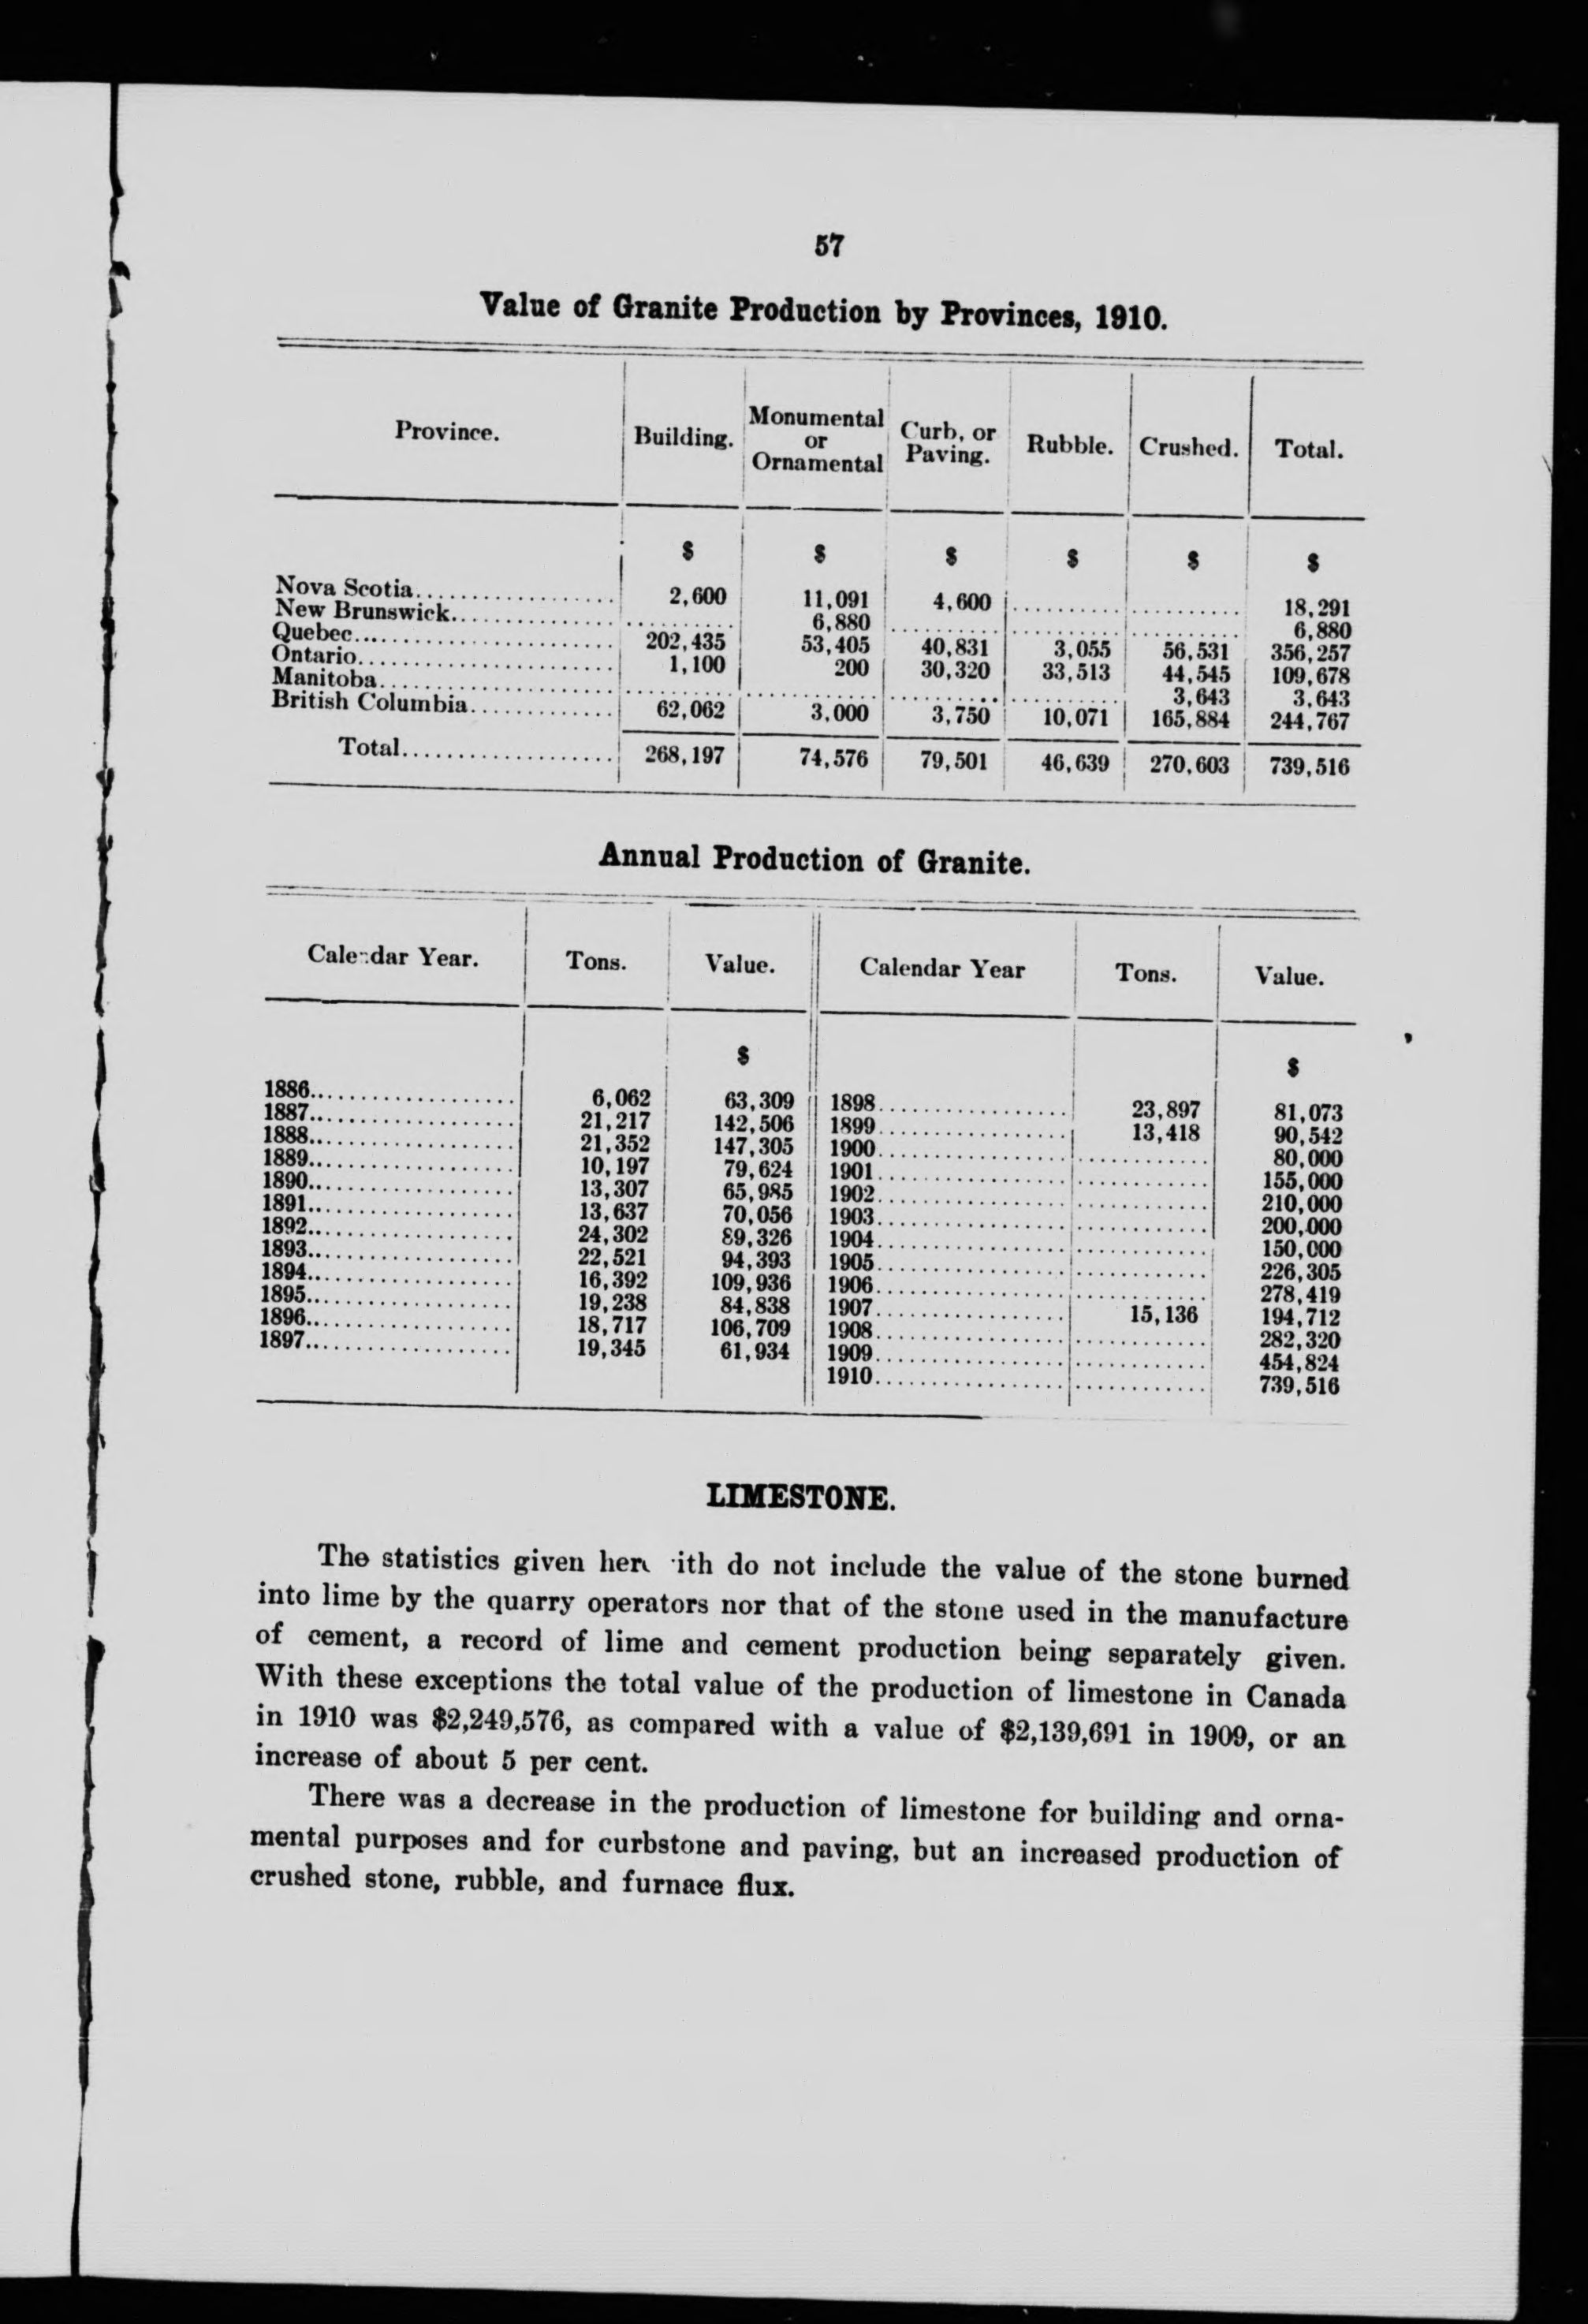 57
Value of Granite Production by Provinces, 1910.
Province. Building. Monumental or Ornamental Curb, or Paving. Rubble. Crushed. Total.
$ $ $ $ $ $
Nova Scotia.................. 2,600 11,091 4,600 .......... .......... 18,291
New Brunswick.............. .......... 6,880 .......... .......... .......... 6,880
Quebec...................... 202,435 53,405 40,831 3,055 56,531 356,257
Ontario...................... 1,100 200 30,320 33,513 44,545 109,678
Manitoba.................... .......... .......... .......... .......... 3,643 3,643
British Columbia............. 62,062 3,000 3,750 10,071 165,884 244,767
Total................... 268,197 74,576 79,501 46,639 270,603 739,516
Annual Production of Granite.
Calendar Year. Tons. Value. Calendar Year Tons. Value.
$ $
1886................... 6,062 63,309 1898................. 23,897 81,073
1887................... 21,217 142,506 1899................. 13,418 90,542
1888................... 21,352 147,305 1900................. ............ 80,000
1889................... 10,197 79,624 1901................. ............ 155,000
1890................... 13,307 65,985 1902................. ............ 210,000
1891................... 13,637 70,056 1903................. ............ 200,000
1892................... 24,302 89,326 1904................. ............ 150,000
1893................... 22,521 94,393 1905................. ............ 226,305
1894................... 16,392 109,936 1906................. ............ 278,419
1895................... 19,238 84,838 1907................. 15,136 194,712
1896................... 18,717 106,709 1908................. ............ 282,320
1897................... 19,345 61,934 1909................. ............ 454,824
1910................. ............ 739,516
LIMESTONE.
The statistics given herewith do not include the value of the stone burned
into lime by the quarry operators nor that of the stone used in the manufacture
of cement, a record of lime and cement production being separately given.
With these exceptions the total value of the production of limestone in Canada
in 1910 was $2,249,576, as compared with a value of $2,139,691 in 1909, or an
increase of about 5 per cent.
There was a decrease in the production of limestone for building and orna-
mental purposes and for curbstone and paving, but an increased production of
crushed stone, rubble, and furnace flux.